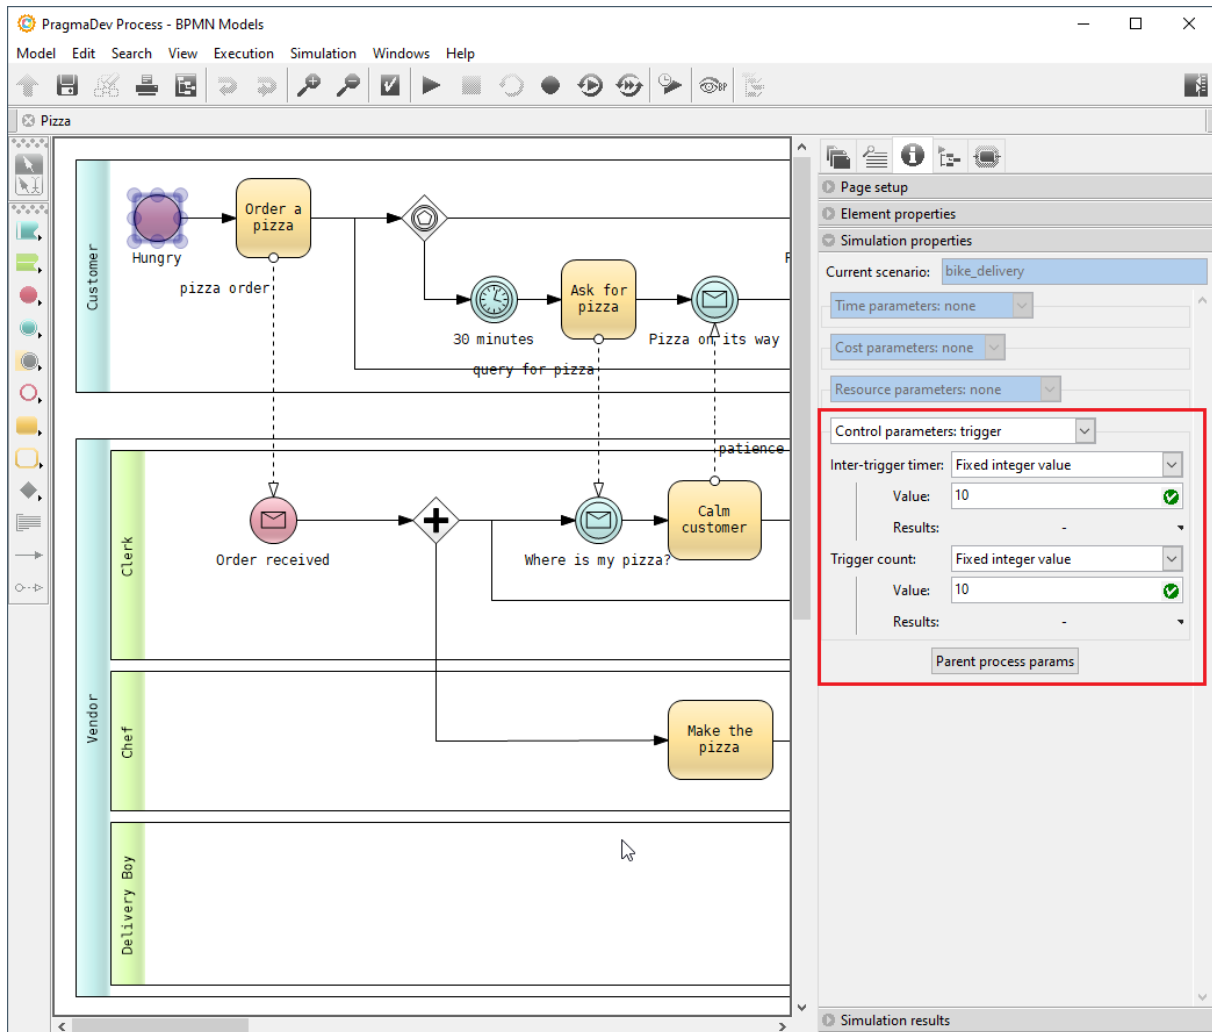 PragmaDev Process - BPMN Models
Model Edit Search View Execution Simulation Windows Help
BP
Pizza
Customer
Hungry
Order a
pizza
pizza order
30 minutes
Ask for
pizza
Pizza on its way
query for pizza
Vendor
Clerk
Order received
patience
Where is my pizza?
Calm
customer
Chef
Make the
pizza
Delivery Boy
Page setup
Element properties
Simulation properties
Current scenario: bike_delivery
Time parameters: none
Cost parameters: none
Resource parameters: none
Control parameters: trigger
Inter-trigger timer: Fixed integer value
Value: 10
Results: -
Trigger count: Fixed integer value
Value: 10
Results: -
Parent process params
Simulation results